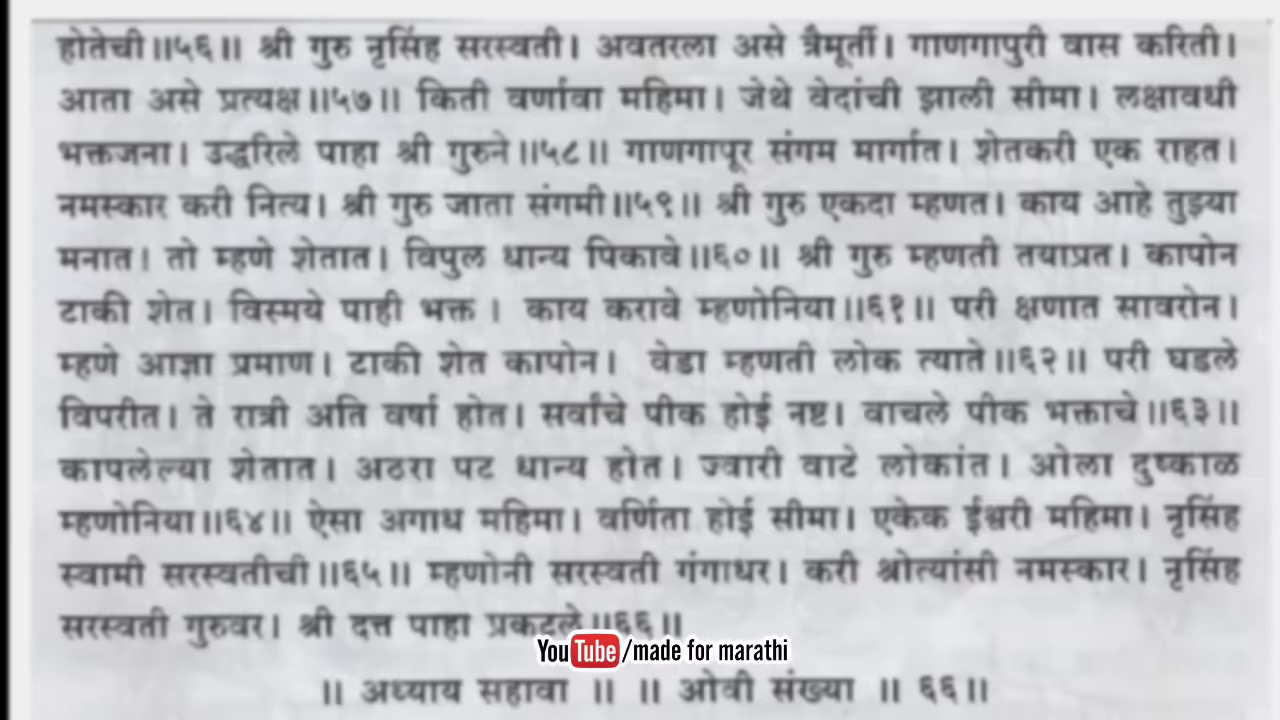 होतेची॥५६॥ श्री गुरु नृसिंह सरस्वती। अवतरला असे त्रैमूर्ती। गाणगापुरी वास करिती।
आता असे प्रत्यक्ष॥५७॥ किती वर्णावा महिमा। जेथे वेदांची झाली सीमा। लक्षावधी
भक्तजना। उद्धरिले पाहा श्री गुरुने॥५८॥ गाणगापूर संगम मार्गात। शेतकरी एक राहत।
नमस्कार करी नित्य। श्री गुरु जाता संगमी॥५९॥ श्री गुरु एकदा म्हणत। काय आहे तुझ्या
मनात। तो म्हणे शेतात। विपुल धान्य पिकावे॥६०॥ श्री गुरु म्हणती तयाप्रत। कापोन
टाकी शेत। विस्मये पाही भक्त। काय करावे म्हणोनिया॥६१॥ परी क्षणात सावरोन।
म्हणे आज्ञा प्रमाण। टाकी शेत कापोन। वेडा म्हणती लोक त्याते॥६२॥ परी घडले
विपरीत। ते रात्री अति वर्षा होत। सर्वांचे पीक होई नष्ट। वाचले पीक भक्ताचे॥६३॥
कापलेल्या शेतात। अठरा पट धान्य होत। ज्वारी वाटे लोकांत। ओला दुष्काळ
म्हणोनिया॥६४॥ ऐसा अगाध महिमा। वर्णिता होई सीमा। एकेक ईश्वरी महिमा। नृसिंह
स्वामी सरस्वतीची॥६५॥ म्हणोनी सरस्वती गंगाधर। करी श्रोत्यांसी नमस्कार। नृसिंह
सरस्वती गुरुवर। श्री दत्त पाहा प्रकटले॥६६॥
YouTube/made for marathi
॥ अध्याय सहावा ॥ ॥ ओवी संख्या ॥ ६६॥